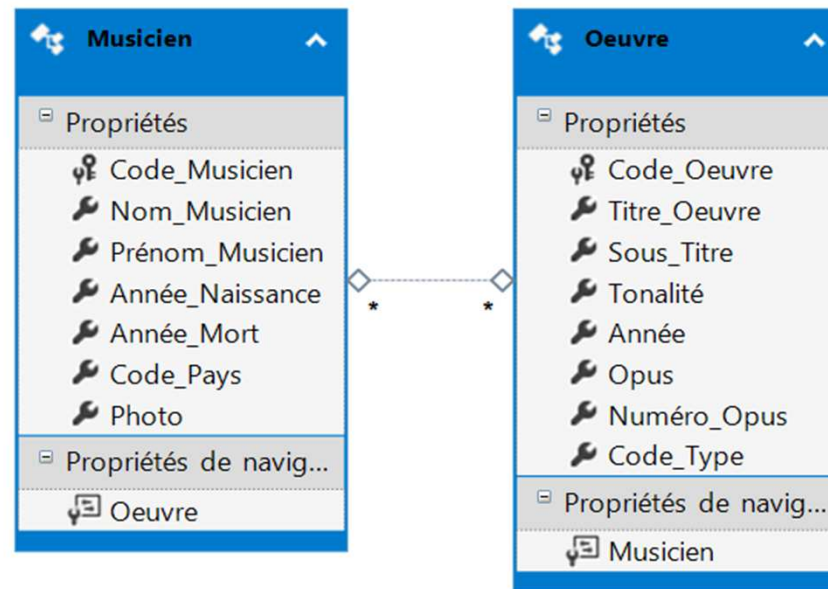 Musicien
Propriétés
Code_Musicien
Nom_Musicien
Prénom_Musicien
Année_Naissance
Année_Mort
Code_Pays
Photo
Propriétés de navig...
Oeuvre
*
*
Oeuvre
Propriétés
Code_Oeuvre
Titre_Oeuvre
Sous_Titre
Tonalité
Année
Opus
Numéro_Opus
Code_Type
Propriétés de navig...
Musicien